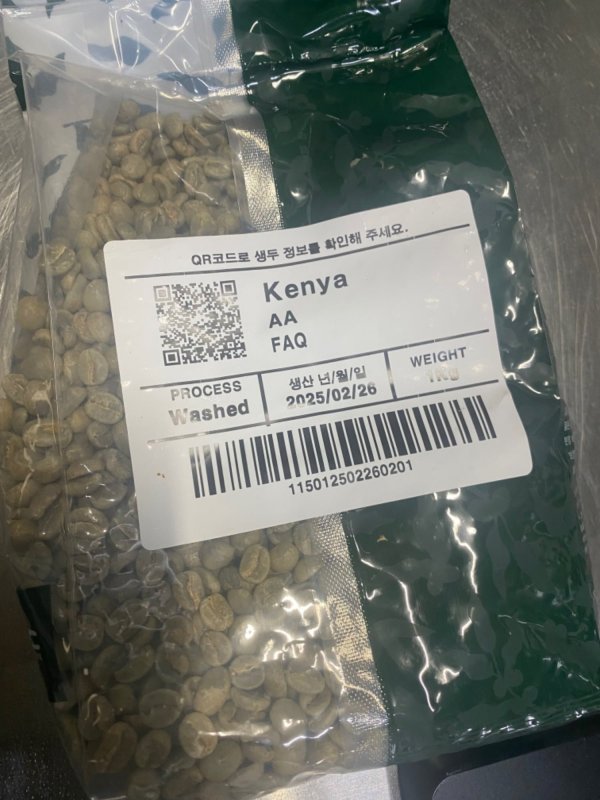 QR코드로 생두 정보를 확인해 주세요.
Kenya
AA
FAQ
PROCESS
Washed
생산 년/월/일
2025/02/26
WEIGHT
1KG
115012502260201